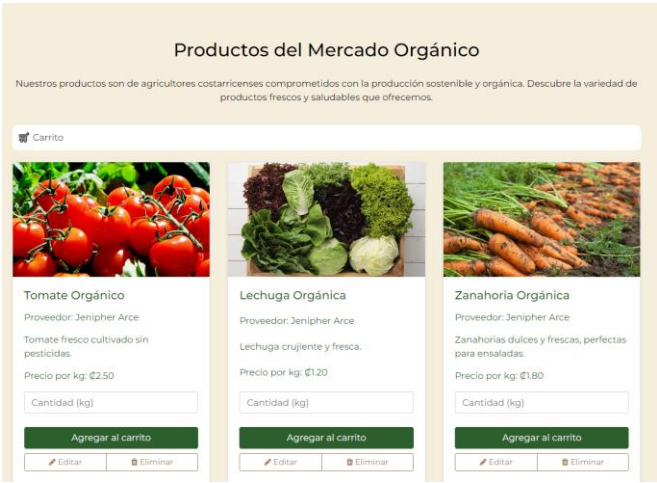 Productos del Mercado Orgánico
Nuestros productos son de agricultores costarricenses comprometidos con la producción sostenible y orgánica. Descubre la variedad de
productos frescos y saludables que ofrecemos.
Carrito
Tomate Orgánico
Proveedor: Jenipher Arce
Tomate fresco cultivado sin
pesticidas.
Precio por kg: ₡2.50
Cantidad (kg)
Agregar al carrito
Editar
Eliminar
Lechuga Orgánica
Proveedor: Jenipher Arce
Lechuga crujiente y fresca.
Precio por kg: ₡1.20
Cantidad (kg)
Agregar al carrito
Editar
Eliminar
Zanahoria Orgánica
Proveedor: Jenipher Arce
Zanahorias dulces y frescas, perfectas
para ensaladas.
Precio por kg: ₡1.80
Cantidad (kg)
Agregar al carrito
Editar
Eliminar